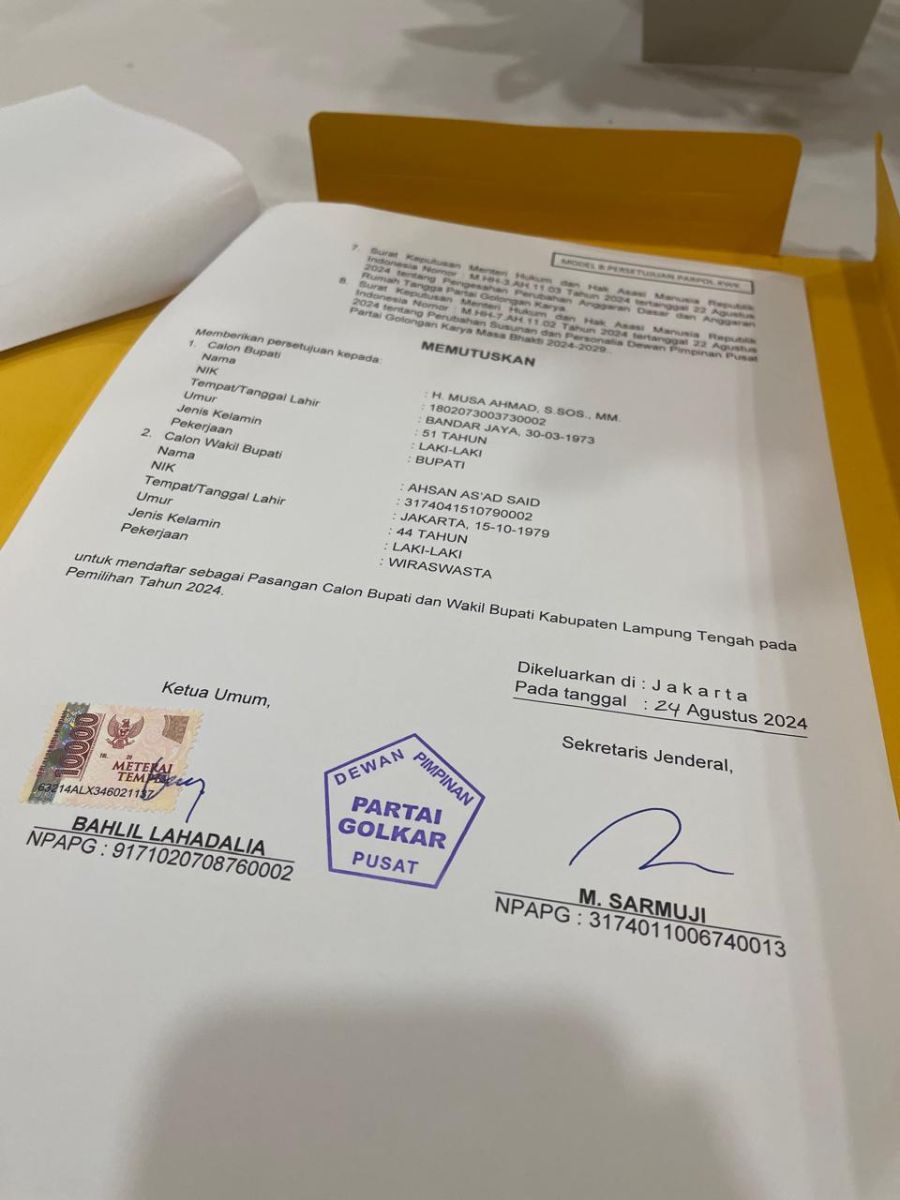 MODEL B PERSETUJUAN PARPOL.KWK
7. Surat Keputusan Menteri Hukum dan Hak Asasi Manusia Republik
Indonesia Nomor : M.HH-3.AH.11.03 Tahun 2024 tertanggal 22 Agustus
2024 tentang Pengesahan Perubahan Anggaran Dasar dan Anggaran
Rumah Tangga Partai Golongan Karya.
8. Surat Keputusan Menteri Hukum dan Hak Asasi Manusia Republik
Indonesia Nomor : M.HH-7.AH.11.02 Tahun 2024 tertanggal 22 Agustus
2024 tentang Perubahan Susunan dan Personalia Dewan Pimpinan Pusat
Partai Golongan Karya Masa Bhakti 2024-2029..
MEMUTUSKAN
Memberikan persetujuan kepada:
1. Calon Bupati
Nama : H. MUSA AHMAD, S.SOS., MM.
NIK : 1802073003730002
Tempat/Tanggal Lahir : BANDAR JAYA, 30-03-1973
Umur : 51 TAHUN
Jenis Kelamin : LAKI-LAKI
Pekerjaan : BUPATI
2. Calon Wakil Bupati
Nama : AHSAN AS'AD SAID
NIK : 3174041510790002
Tempat/Tanggal Lahir : JAKARTA, 15-10-1979
Umur : 44 TAHUN
Jenis Kelamin : LAKI-LAKI
Pekerjaan : WIRASWASTA
untuk mendaftar sebagai Pasangan Calon Bupati dan Wakil Bupati Kabupaten Lampung Tengah pada
Pemilihan Tahun 2024.
Dikeluarkan di : J a k a r t a
Pada tanggal : 24 Agustus 2024
Ketua Umum,
Sekretaris Jenderal,
10000
METERAI
TEMPEL
63214ALX346021137
DEWAN PIMPINAN
PARTAI
GOLKAR
PUSAT
BAHLIL LAHADALIA
NPAPG : 9171020708760002
M. SARMUJI
NPAPG : 3174011006740013